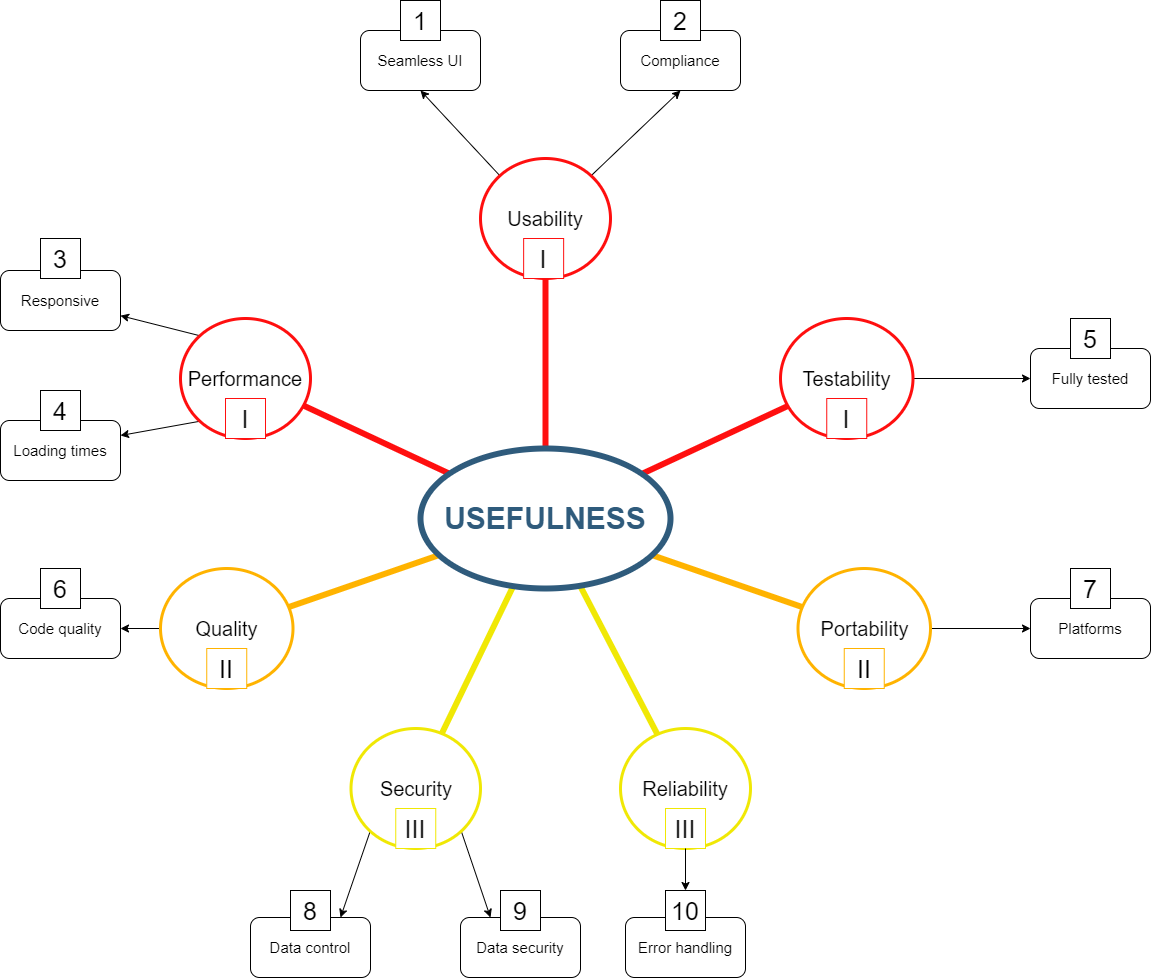 1
Seamless UI
2
Compliance
Usability
I
3
Responsive
Performance
I
4
Loading times
Testability
I
5
Fully tested
USEFULNESS
6
Code quality
Quality
II
Portability
II
7
Platforms
Security
III
Reliability
III
8
Data control
9
Data security
10
Error handling